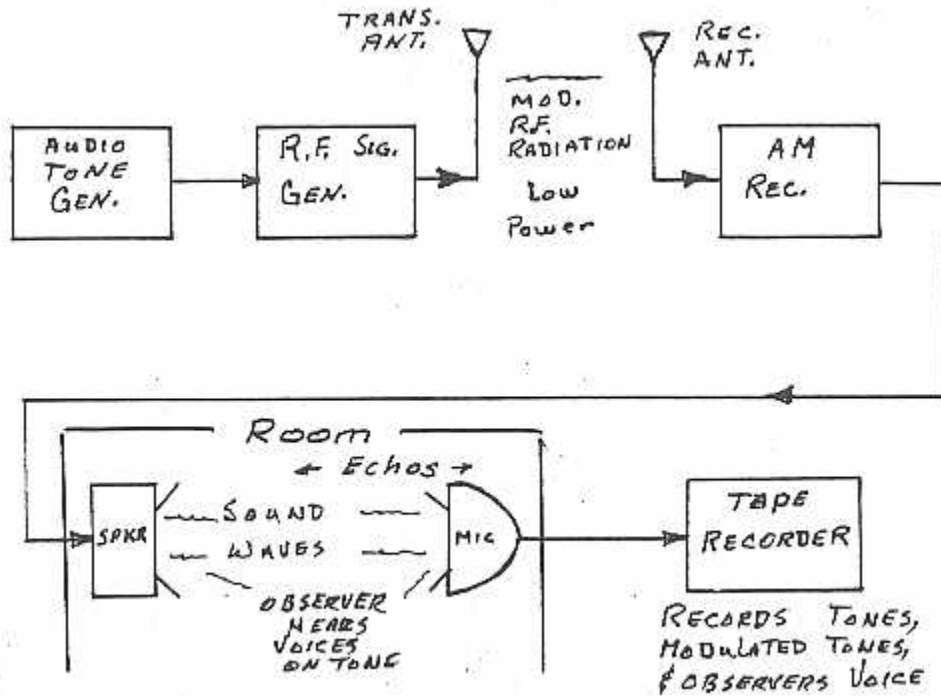 TRANS.
ANT.
REC.
ANT.
AUDIO
TONE
GEN.
R.F. SIG.
GEN.
MOD.
R.F.
RADIATION
LOW
POWER
AM
REC.
ROOM
ECHOS
SPKR
SOUND
WAVES
MIC
OBSERVER
HEARS
VOICES
ON TONE
TAPE
RECORDER
RECORDS TONES,
MODULATED TONES,
& OBSERVERS VOICE